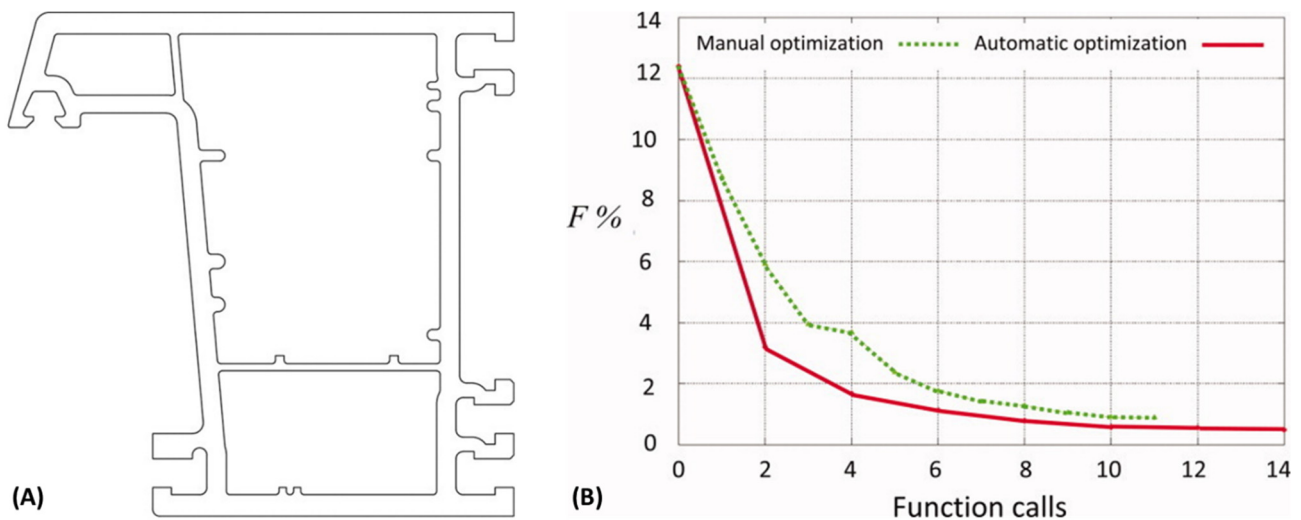 (A)
14
12
10
8
6
4
2
0
F %
Manual optimization
Automatic optimization
0 2 4 6 8 10 12 14
Function calls
(B)